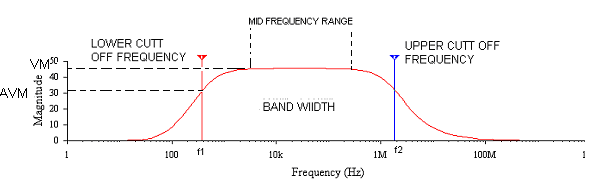 MID FREQUENCY RANGE
LOWER CUTT
OFF FREQUENCY
UPPER CUTT OFF
FREQUENCY
VM
50
40
AVM
30
20
10
0
Magnitude
BAND WIDTH
1
100
f1
10k
1M
f2
100M
1
Frequency (Hz)